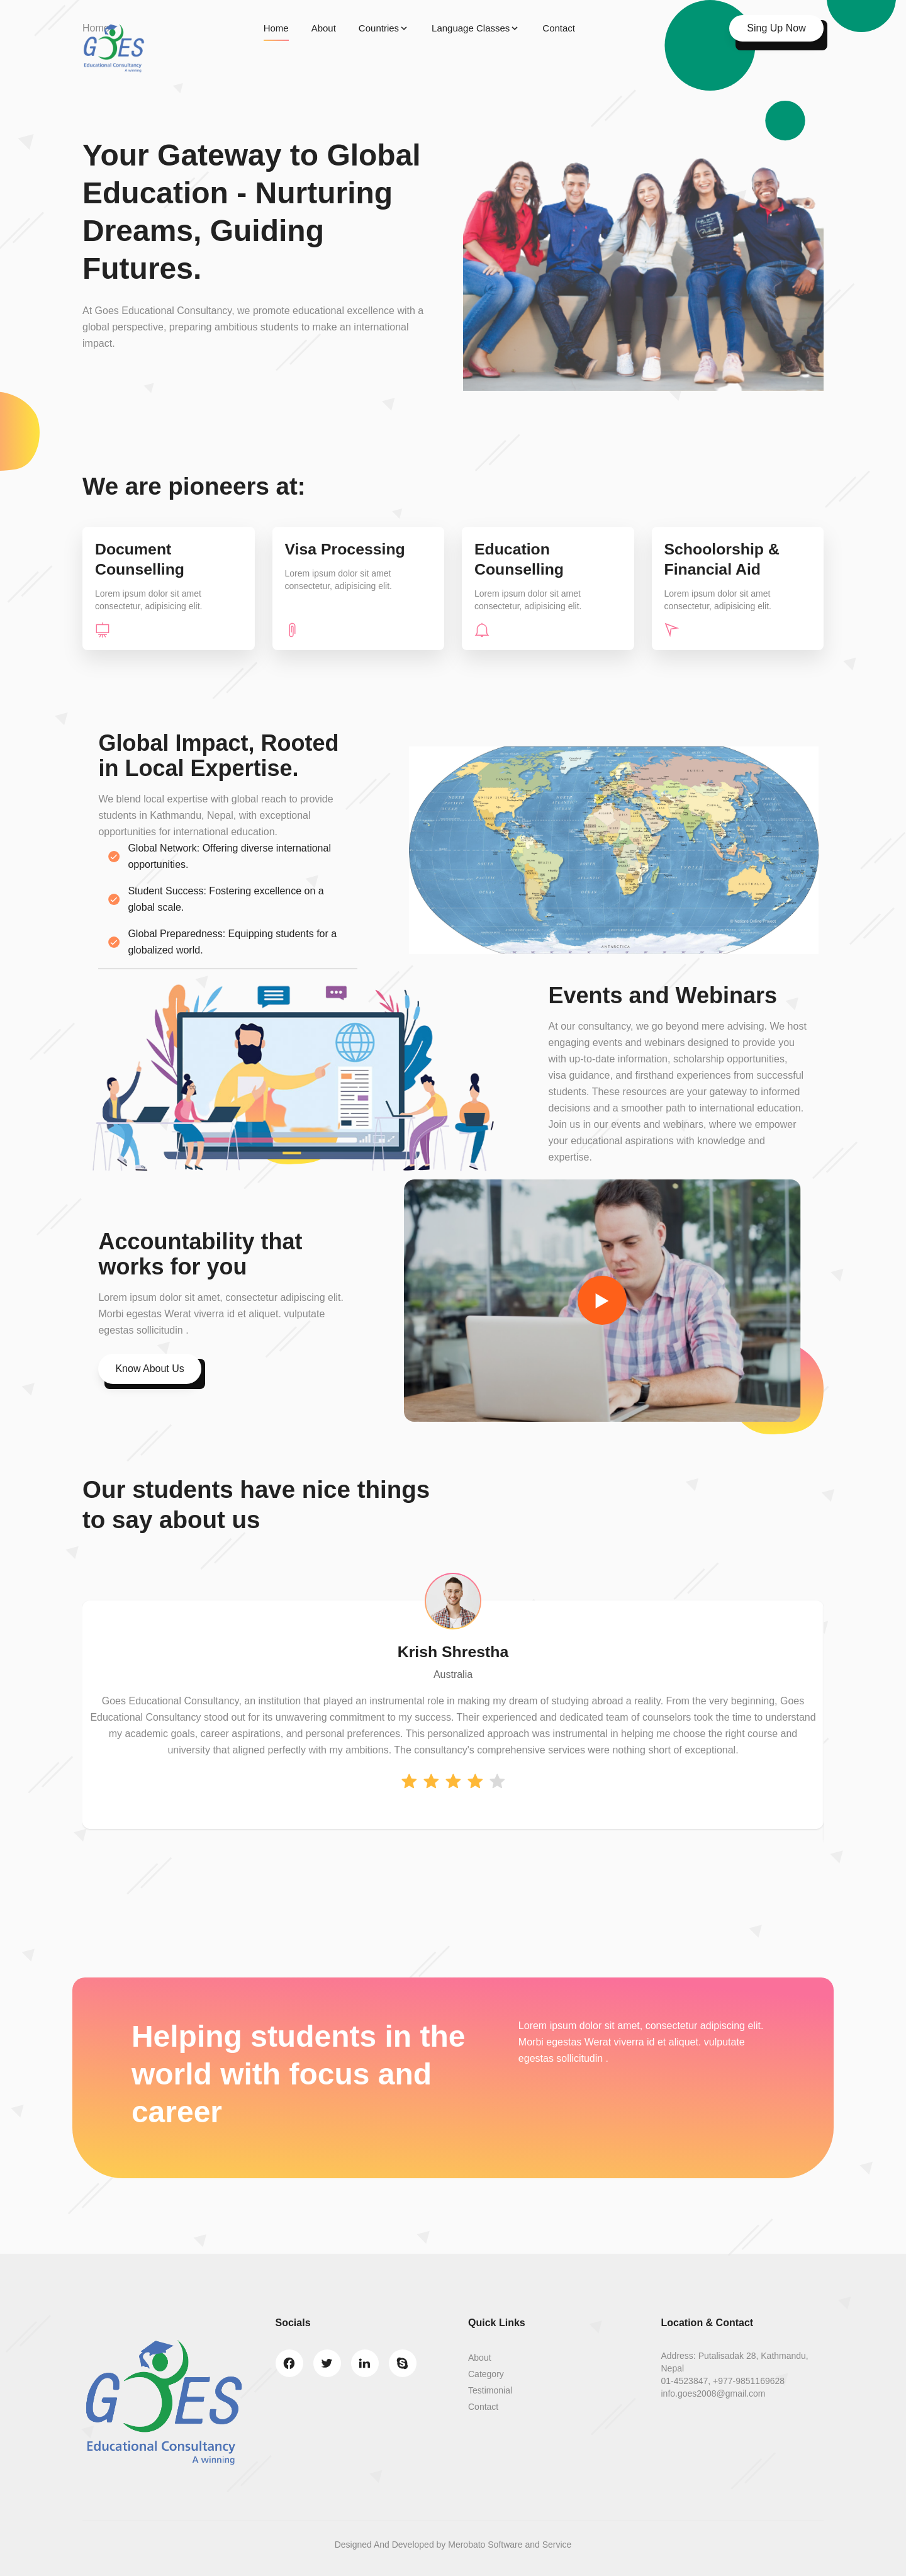 Home
GOES
Educational Consultancy
A winning
Home About Countries Language Classes Contact
Sing Up Now
Your Gateway to Global
Education - Nurturing
Dreams, Guiding
Futures.
At Goes Educational Consultancy, we promote educational excellence with a
global perspective, preparing ambitious students to make an international
impact.
We are pioneers at:
Document
Counselling
Lorem ipsum dolor sit amet
consectetur, adipisicing elit.
Visa Processing
Lorem ipsum dolor sit amet
consectetur, adipisicing elit.
Education
Counselling
Lorem ipsum dolor sit amet
consectetur, adipisicing elit.
Schoolorship &
Financial Aid
Lorem ipsum dolor sit amet
consectetur, adipisicing elit.
Global Impact, Rooted
in Local Expertise.
We blend local expertise with global reach to provide
students in Kathmandu, Nepal, with exceptional
opportunities for international education.
Global Network: Offering diverse international
opportunities.
Student Success: Fostering excellence on a
global scale.
Global Preparedness: Equipping students for a
globalized world.
Events and Webinars
At our consultancy, we go beyond mere advising. We host
engaging events and webinars designed to provide you
with up-to-date information, scholarship opportunities,
visa guidance, and firsthand experiences from successful
students. These resources are your gateway to informed
decisions and a smoother path to international education.
Join us in our events and webinars, where we empower
your educational aspirations with knowledge and
expertise.
Accountability that
works for you
Lorem ipsum dolor sit amet, consectetur adipiscing elit.
Morbi egestas Werat viverra id et aliquet. vulputate
egestas sollicitudin .
Know About Us
Our students have nice things
to say about us
Krish Shrestha
Australia
Goes Educational Consultancy, an institution that played an instrumental role in making my dream of studying abroad a reality. From the very beginning, Goes
Educational Consultancy stood out for its unwavering commitment to my success. Their experienced and dedicated team of counselors took the time to understand
my academic goals, career aspirations, and personal preferences. This personalized approach was instrumental in helping me choose the right course and
university that aligned perfectly with my ambitions. The consultancy's comprehensive services were nothing short of exceptional.
Helping students in the
world with focus and
career
Lorem ipsum dolor sit amet, consectetur adipiscing elit.
Morbi egestas Werat viverra id et aliquet. vulputate
egestas sollicitudin .
GOES
Educational Consultancy
A winning
Socials
Quick Links
About
Category
Testimonial
Contact
Location & Contact
Address: Putalisadak 28, Kathmandu,
Nepal
01-4523847, +977-9851169628
info.goes2008@gmail.com
Designed And Developed by Merobato Software and Service